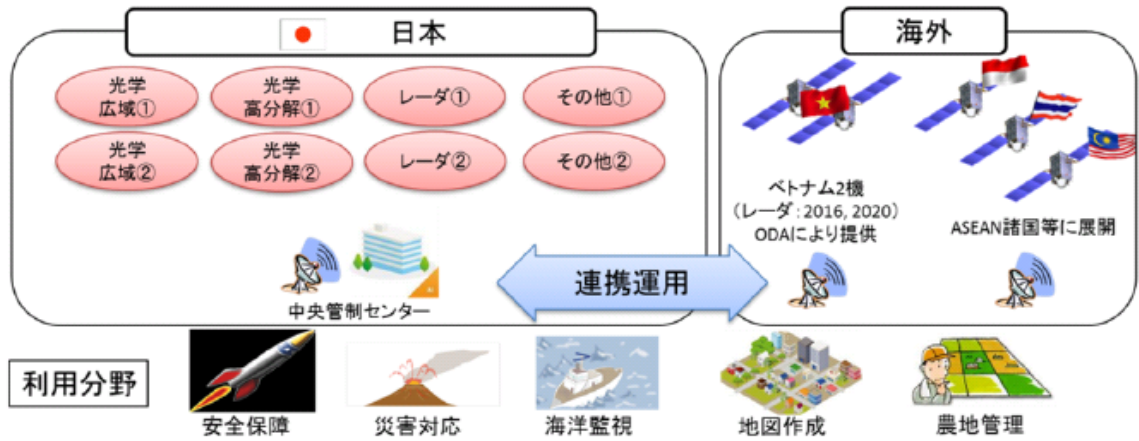 日本
海外
光学
広域①
光学
高分解①
レーダ①
その他①
光学
広域②
光学
高分解②
レーダ②
その他②
中央管制センター
連携運用
ベトナム2機
（レーダ：2016, 2020）
ODAにより提供
ASEAN諸国等に展開
利用分野
安全保障
災害対応
海洋監視
地図作成
農地管理